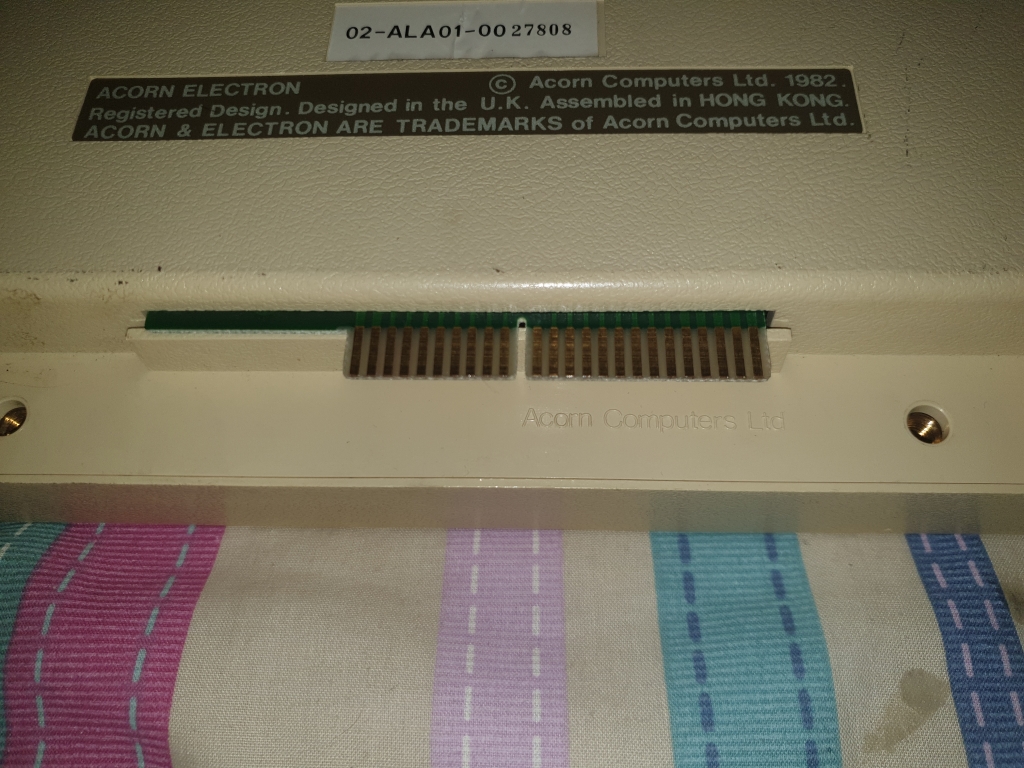 02-ALA01-0027808
ACORN ELECTRON © Acorn Computers Ltd. 1982.
Registered Design. Designed in the U.K. Assembled in HONG KONG.
ACORN & ELECTRON ARE TRADEMARKS of Acorn Computers Ltd.
Acorn Computers Ltd